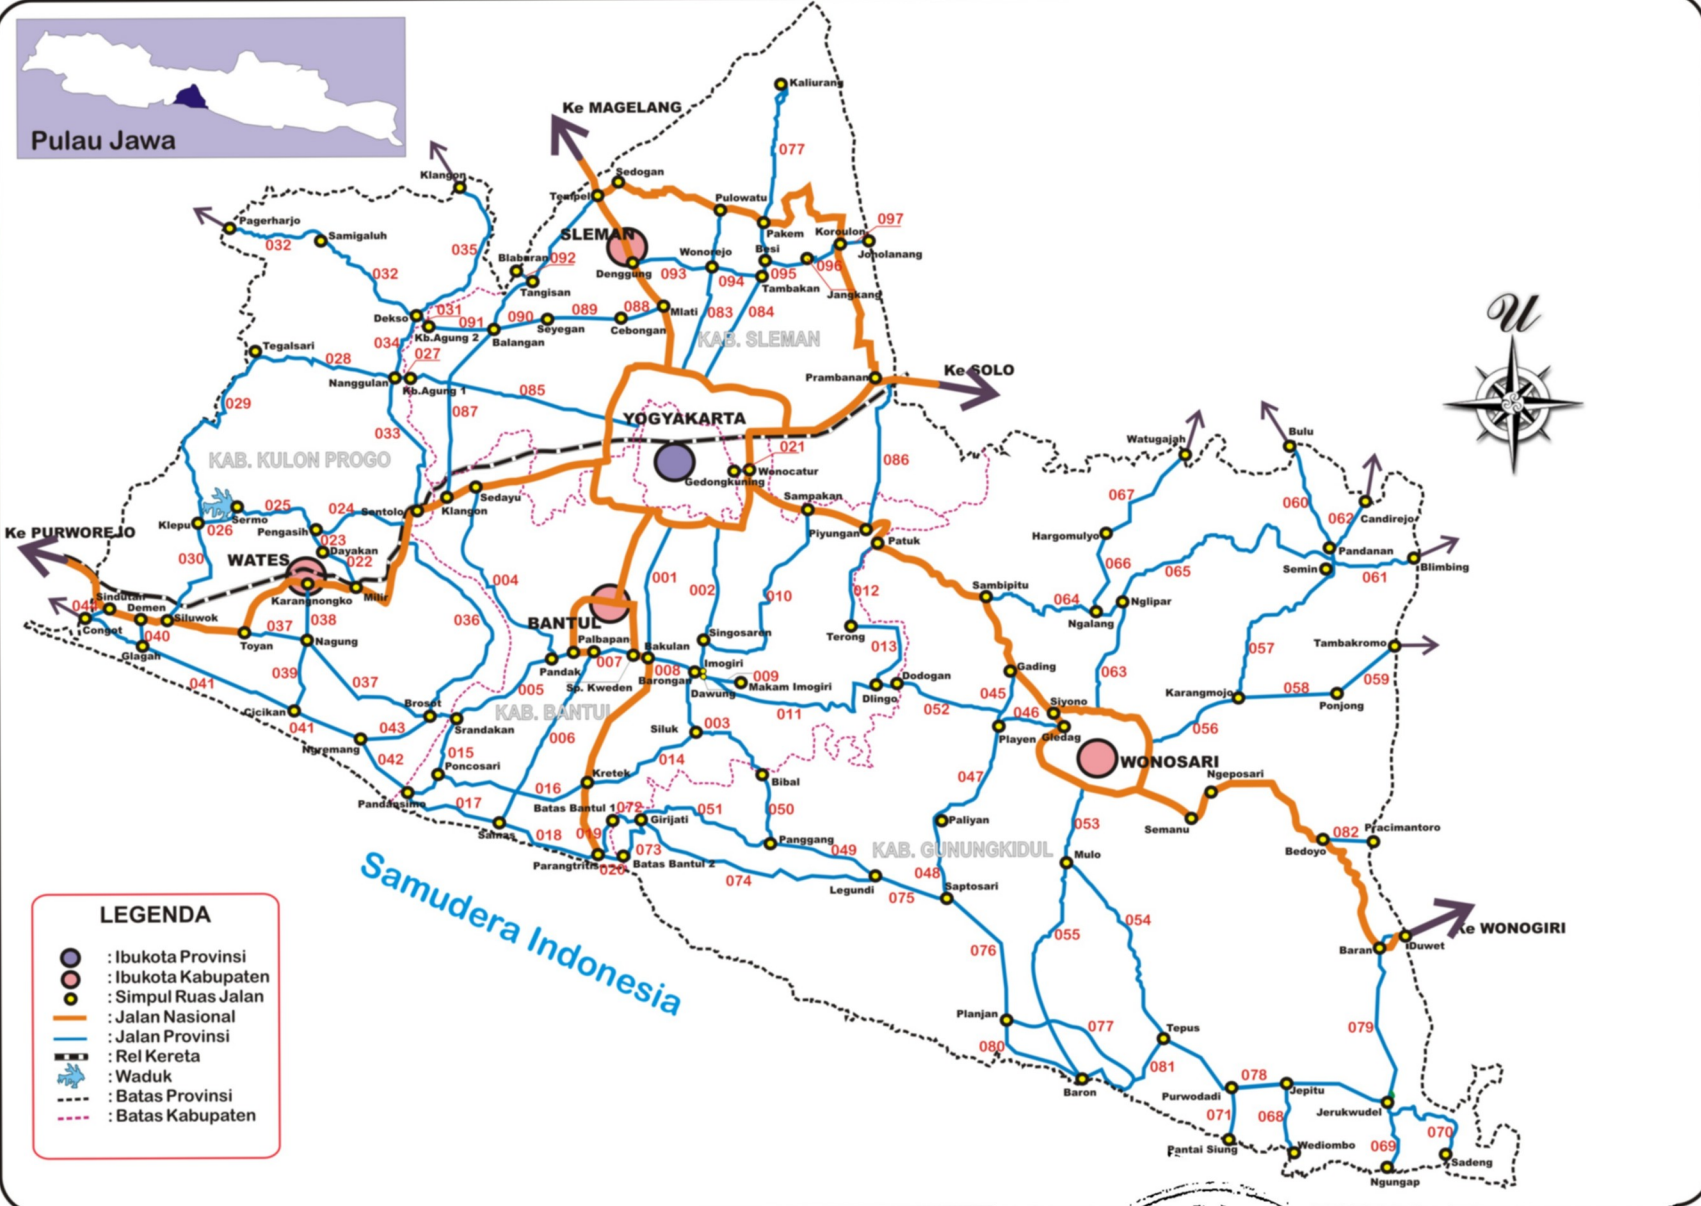 Pulau Jawa
Ke MAGELANG
Kaliurang
077
Klangon
Sedogan
Tempel
Pulowatu
Pagerharjo
Samigaluh
032
035
SLEMAN
Pakem
Koroulon
097
Jonolanang
Blaburan
092
Wonorejo
Besi
Denggung
093
094
095
096
Tambakan
Jangkang
032
Tangisan
Dekso
031
091
Kb.Agung 2
090
Seyegan
089
088
Cebongan
Mlati
083
084
Balangan
KAB. SLEMAN
034
Tegalsari
028
027
Nanggulan
Kb.Agung 1
085
Prambanan
Ke SOLO
029
087
033
YOGYAKARTA
KAB. KULON PROGO
021
086
Wonocatur
Gedongkuning
Watugajah
Bulu
067
060
062
Candirejo
025
024
Sentolo
Klangon
Sedayu
Sampakan
Klepu
026
Sermo
Pengasih
Ke PURWOREJO
023
Dayakan
022
WATES
030
Piyungan
Patuk
Hargomulyo
066
065
Pandanan
Semin
061
Blimbing
Karangnongko
Milir
Sindutan
Demen
Siluwok
Congot
040
Glagah
037
038
Toyan
Nagung
036
004
001
002
010
012
Sambipitu
064
Ngalang
Nglipar
BANTUL
Palbapan
Pandak
007
Bakulan
Singosaren
Terong
013
057
Tambakromo
Sp. Kweden
008
Barongan
Imogiri
009
Dawung
Makam Imogiri
Dlingo
Dodogan
Gading
063
058
059
Karangmojo
Ponjong
039
037
041
005
KAB. BANTUL
011
052
045
046
Siyono
Playen
Gledag
056
Cicikan
041
Brosot
043
Srandakan
006
Siluk
003
Ngremang
042
015
Poncosari
014
WONOSARI
Kretek
016
Bibal
047
Ngeposari
Pandansimo
017
Batas Bantul 1
072
051
050
Samas
018
019
Girijati
Paliyan
053
Semanu
082
Pracimantoro
Parangtritis
020
073
Batas Bantul 2
Panggang
049
KAB. GUNUNGKIDUL
Mulo
Bedoyo
074
Legundi
048
Saptosari
075
054
055
Samudera Indonesia
076
Baran
Duwet
Ke WONOGIRI
Planjan
077
Tepus
079
080
Baron
081
078
Purwodadi
Jepitu
Jerukwudel
071
068
070
Pantai Siung
Wediombo
069
Sadeng
Ngungap
U
LEGENDA
: Ibukota Provinsi
: Ibukota Kabupaten
: Simpul Ruas Jalan
: Jalan Nasional
: Jalan Provinsi
: Rel Kereta
: Waduk
: Batas Provinsi
: Batas Kabupaten